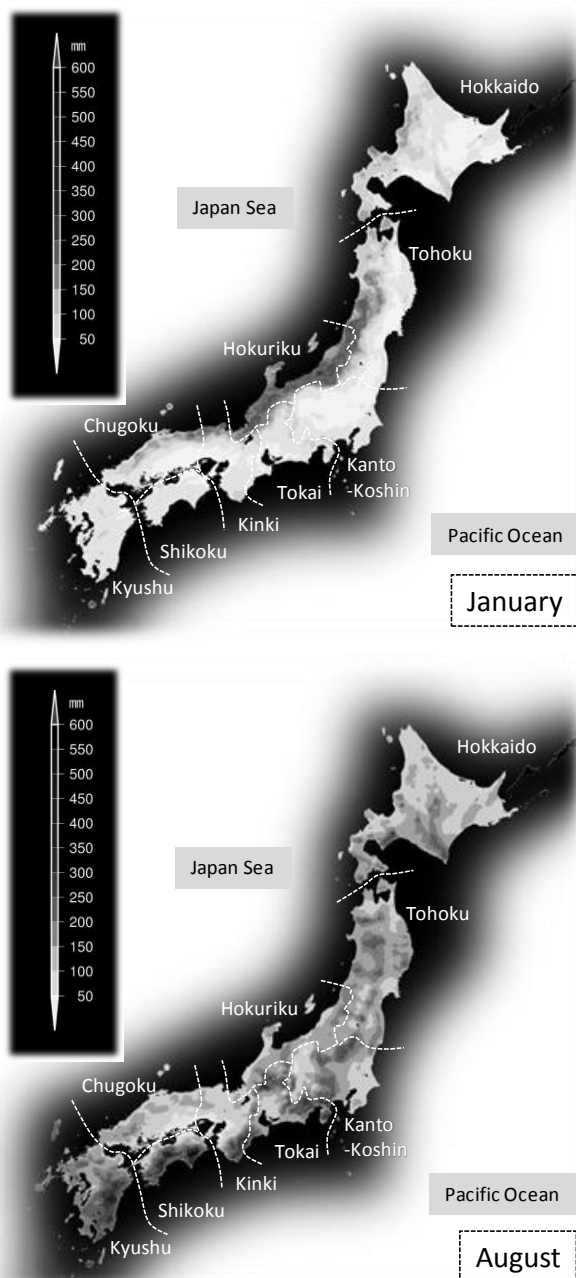 mm
600
550
500
450
400
350
300
250
200
150
100
50
Hokkaido
Japan Sea
Tohoku
Hokuriku
Chugoku
Kanto
-Koshin
Tokai
Kinki
Shikoku
Kyushu
Pacific Ocean
January
mm
600
550
500
450
400
350
300
250
200
150
100
50
Hokkaido
Japan Sea
Tohoku
Hokuriku
Chugoku
Kanto
-Koshin
Tokai
Kinki
Shikoku
Kyushu
Pacific Ocean
August